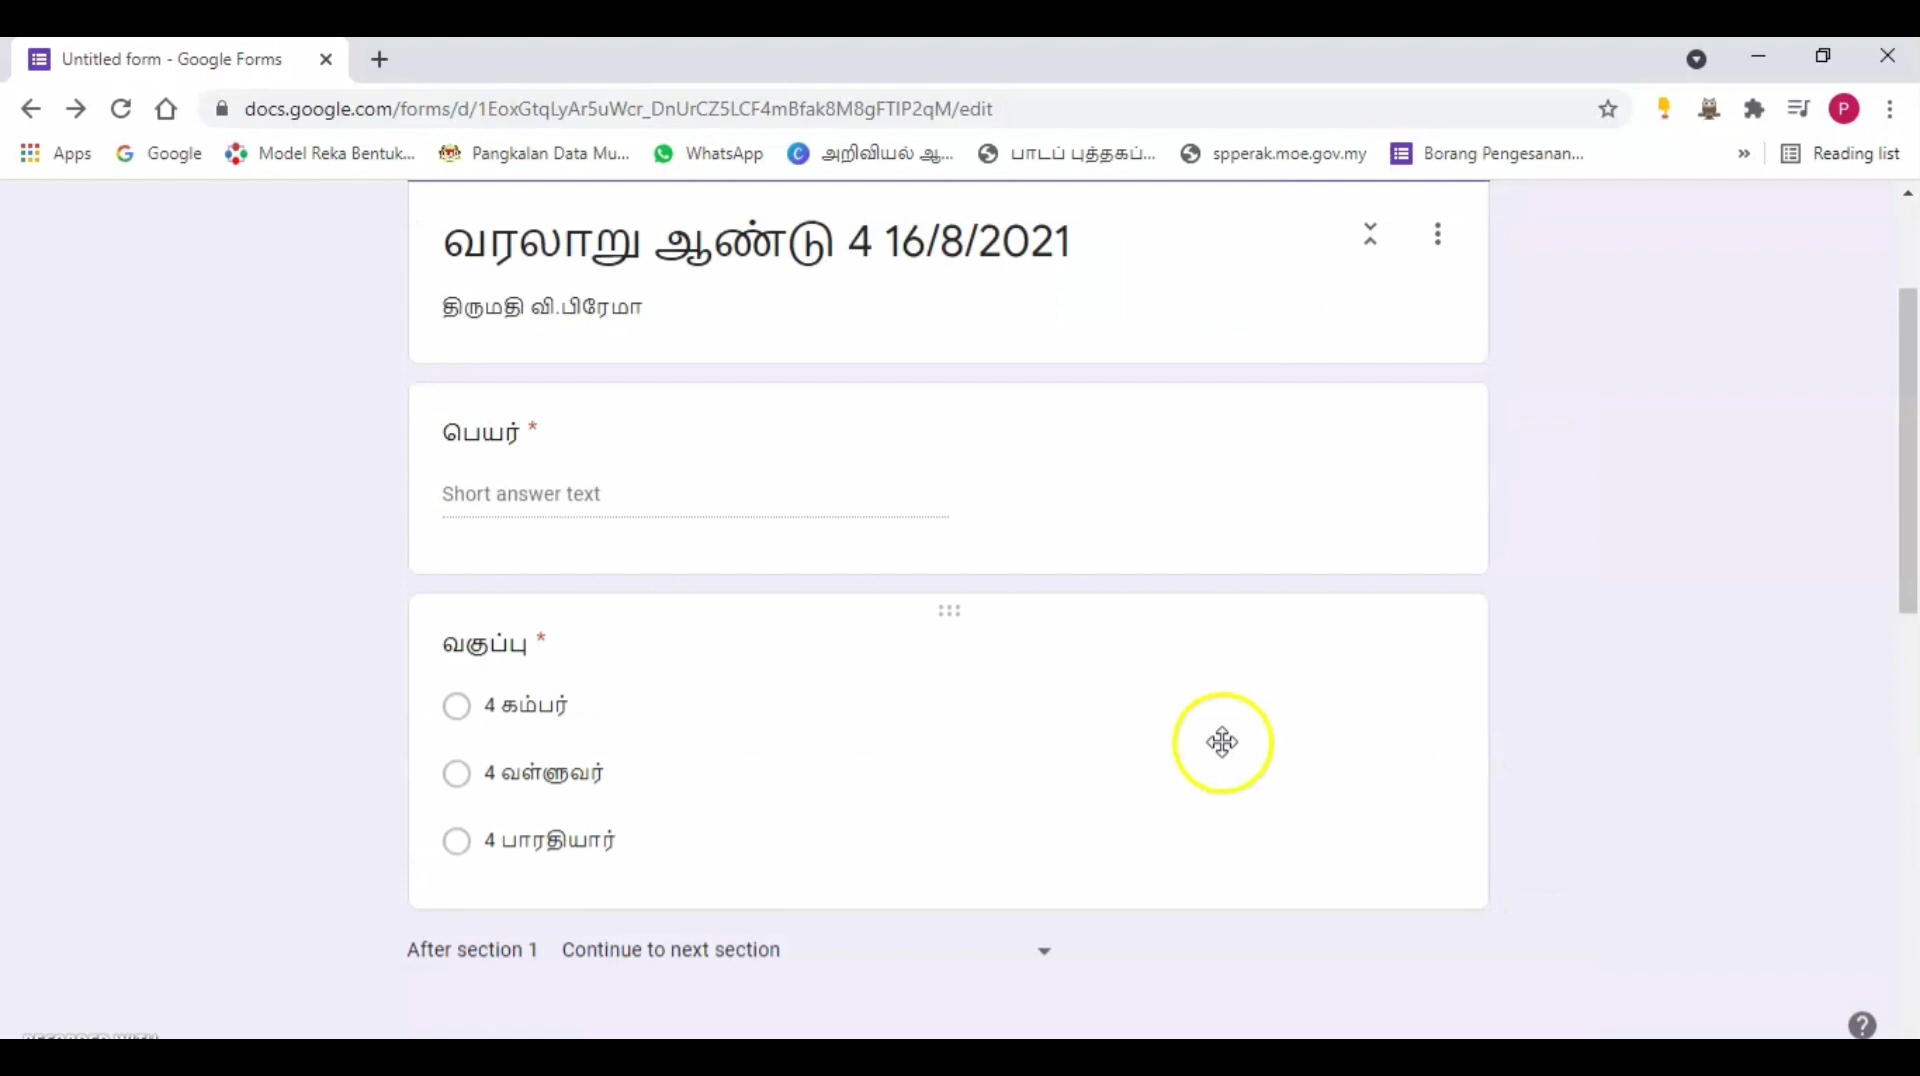 Untitled form - Google Forms
docs.google.com/forms/d/1EoxGtqLyAr5uWcr_DnUrCZ5LCF4mBfak8M8gFTIP2qM/edit
P
Apps Google Model Reka Bentuk... Pangkalan Data Mu... WhatsApp அறிவியல் ஆ... பாடப் புத்தகப்... spperak.moe.gov.my Borang Pengesanan... » Reading list
வரலாறு ஆண்டு 4 16/8/2021
திருமதி வி.பிரேமா
பெயர் *
Short answer text
வகுப்பு *
4 கம்பர்
4 வள்ளுவர்
4 பாரதியார்
After section 1 Continue to next section